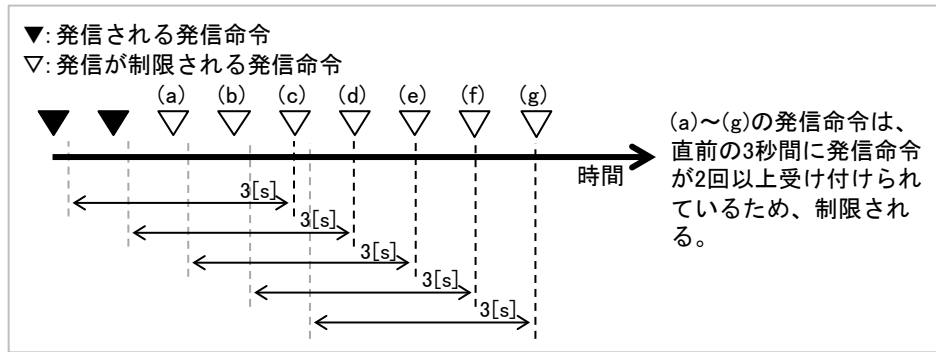 ▼: 発信される発信命令
▽: 発信が制限される発信命令
(a) (b) (c) (d) (e) (f) (g)
(a)～(g)の発信命令は、
直前の3秒間に発信命令
が2回以上受け付けられ
ているため、制限され
る。
時間
3[s]
3[s]
3[s]
3[s]
3[s]